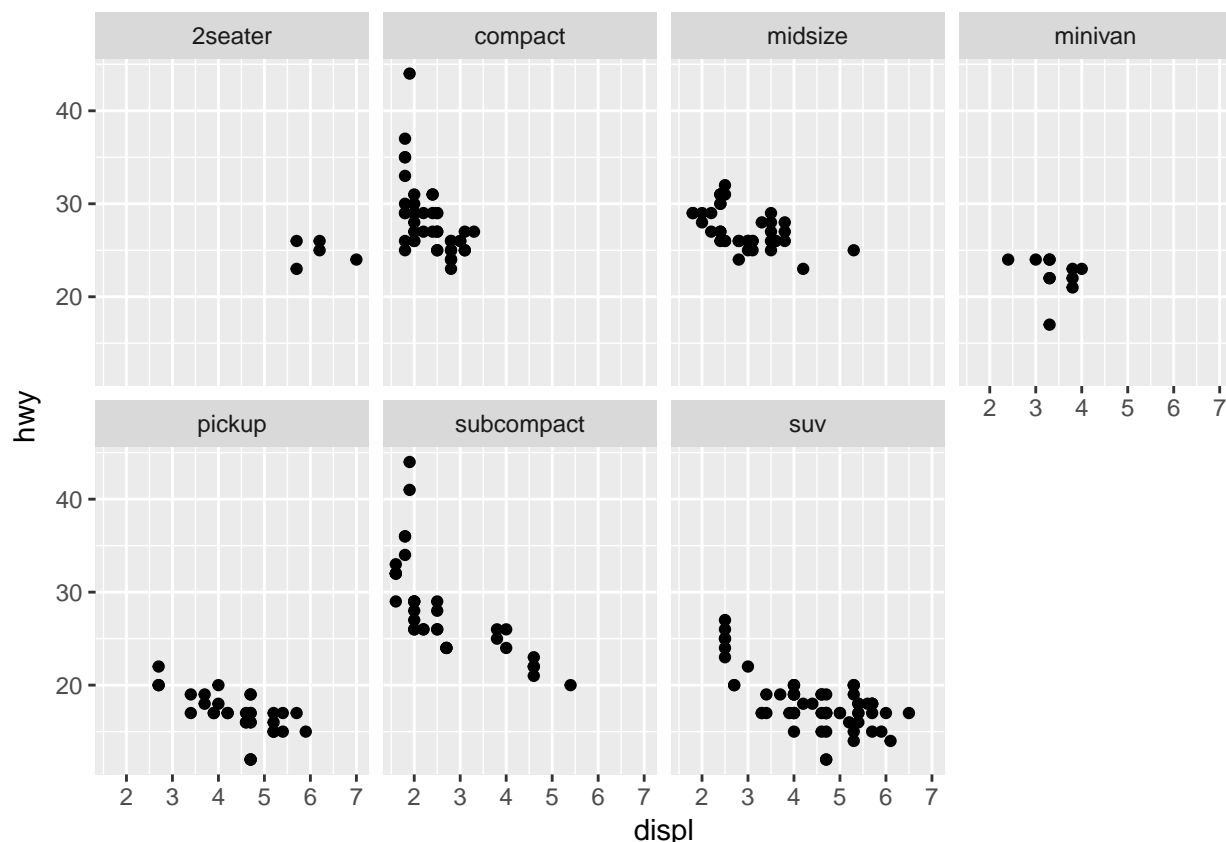 2seater compact midsize minivan
40
30
20
2 3 4 5 6 7
hwy
pickup subcompact suv
40
30
20
2 3 4 5 6 7 2 3 4 5 6 7 2 3 4 5 6 7
displ